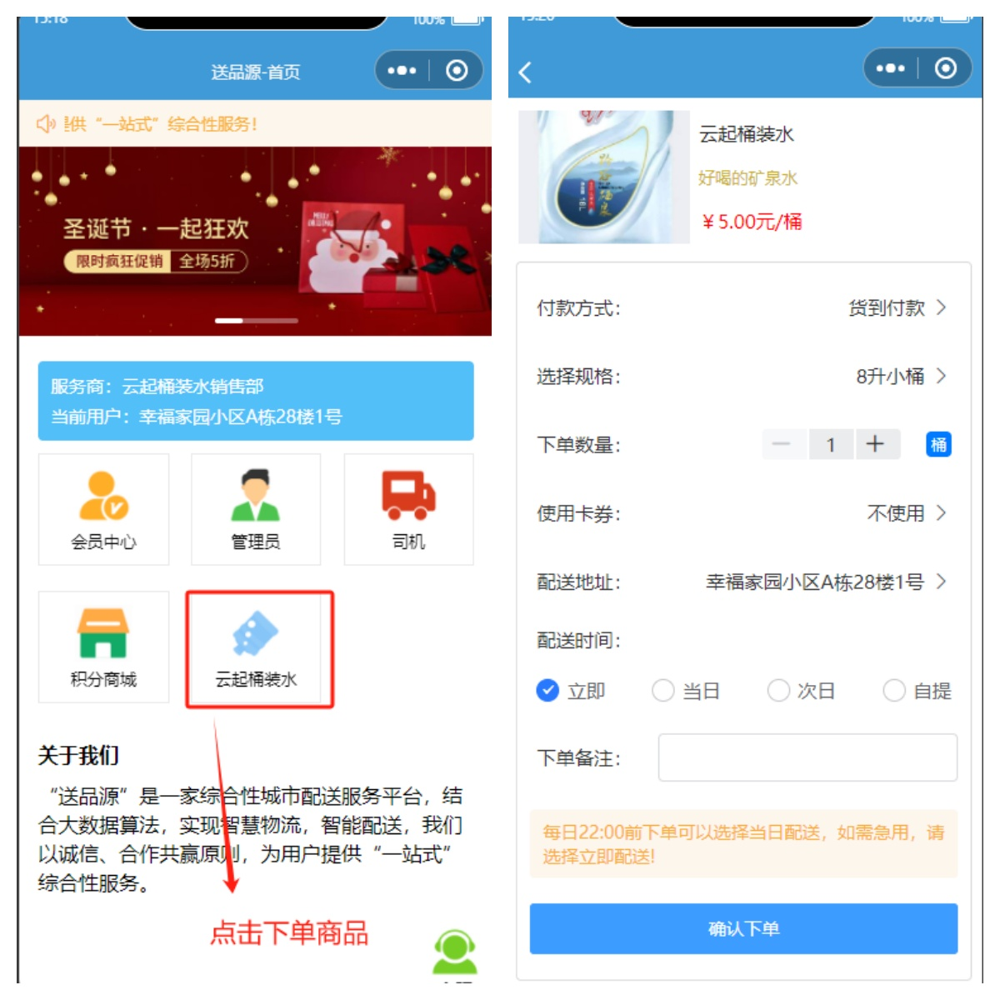 15:18
100%
送品源-首页
提供“一站式”综合性服务！
圣诞节·一起狂欢
限时疯狂促销 全场5折
服务商：云起桶装水销售部
当前用户：幸福家园小区A栋28楼1号
会员中心
管理员
司机
积分商城
云起桶装水
关于我们
“送品源”是一家综合性城市配送服务平台，结
合大数据算法，实现智慧物流，智能配送，我们
以诚信、合作共赢原则，为用户提供“一站式”
综合性服务。
点击下单商品
15:20
100%
云起桶装水
好喝的矿泉水
￥5.00元/桶
付款方式：
货到付款
选择规格：
8升小桶
下单数量：
1
桶
使用卡券：
不使用
配送地址：
幸福家园小区A栋28楼1号
配送时间：
立即
当日
次日
自提
下单备注：
每日22:00前下单可以选择当日配送，如需急用，请
选择立即配送!
确认下单